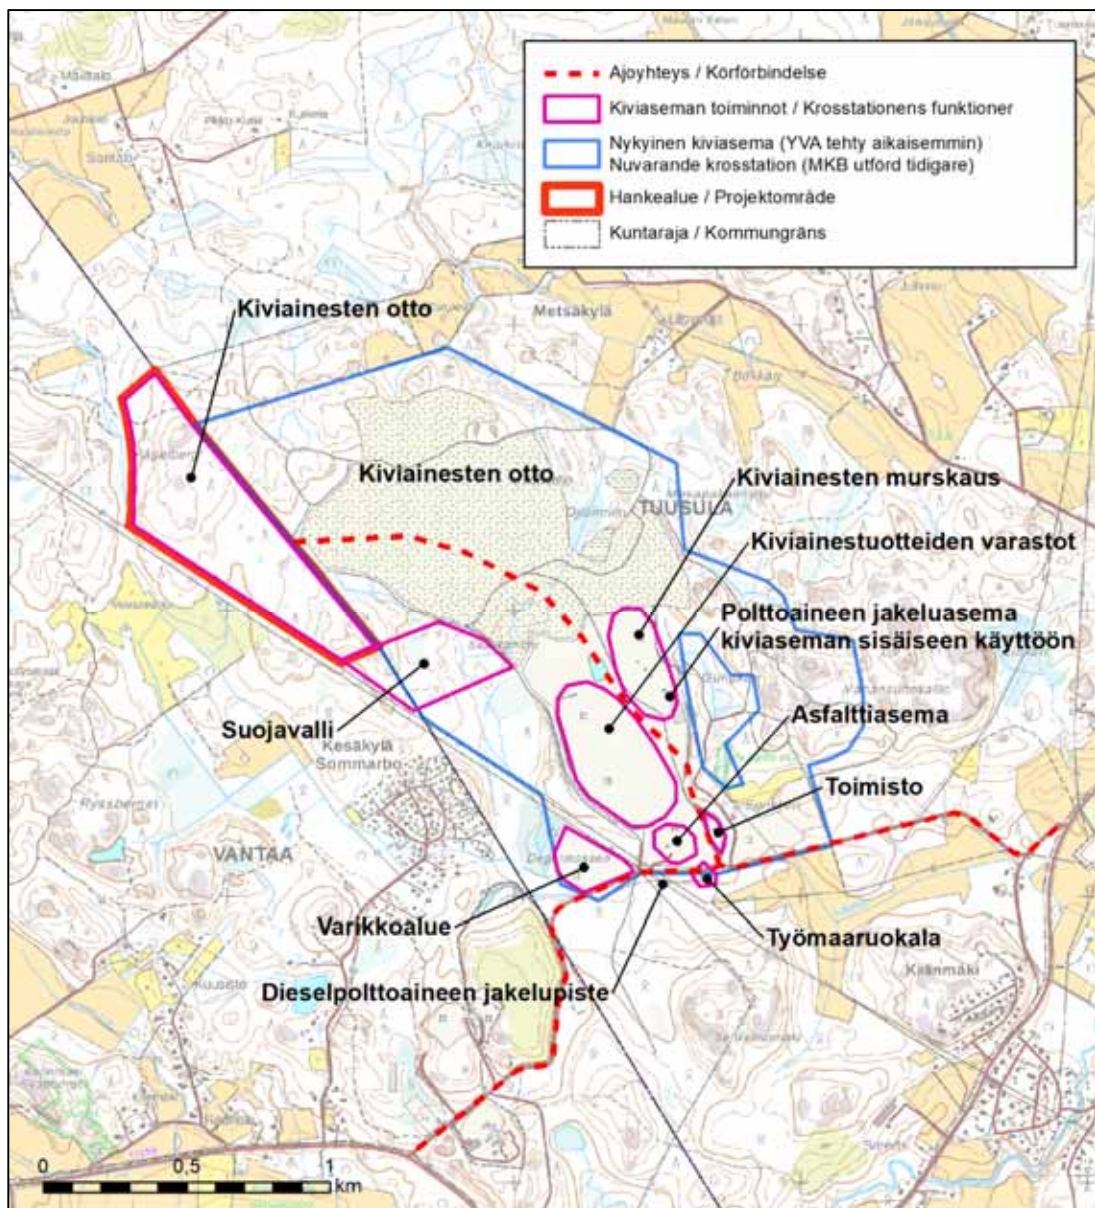 Ajoyhteys / Körförbindelse
Kiviaseman toiminnot / Krosstationens funktioner
Nykyinen kiviasema (YVA tehty aikaisemmin)
Nuvarande krosstation (MKB utförd tidigare)
Hankealue / Projektområde
Kuntaraja / Kommungräns
Kiviainesten otto
Metsäkylä
Kiviainesten otto
Kiviainesten murskaus
TUUSULA
Kiviainestuotteiden varastot
Polttoaineen jakeluasema
kiviaseman sisäiseen käyttöön
Asfalttiasema
Suojavalli
Kesäkylä
Sommarbo
Toimisto
VANTAA
Varikkoalue
Työmaaruokala
Dieselpolttoaineen jakelupiste
Kuusisto
0 0,5 1
km